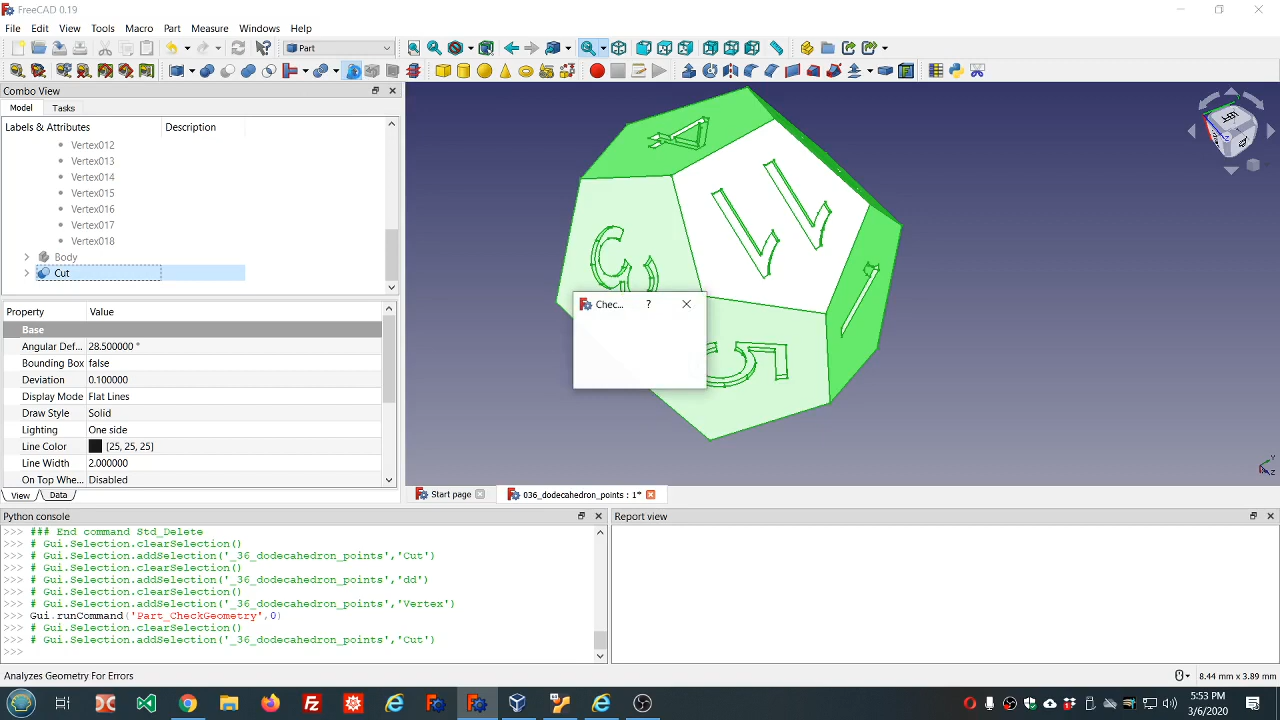 FreeCAD 0.19
File Edit View Tools Macro Part Measure Windows Help
Part
Combo View
Model Tasks
Labels & Attributes Description
Vertex012
Vertex013
Vertex014
Vertex015
Vertex016
Vertex017
Vertex018
Body
Cut
Property Value
Base
Angular Def... 28.500000 °
Bounding Box false
Deviation 0.100000
Display Mode Flat Lines
Draw Style Solid
Lighting One side
Line Color [25, 25, 25]
Line Width 2.000000
On Top Whe... Disabled
View Data
4
3
11
5
1
Chec... ?
Start page 036_dodecahedron_points : 1*
Python console
>>> ### End command Std_Delete
>>> # Gui.Selection.clearSelection()
>>> # Gui.Selection.addSelection('_36_dodecahedron_points','Cut')
>>> # Gui.Selection.clearSelection()
>>> # Gui.Selection.addSelection('_36_dodecahedron_points','dd')
>>> # Gui.Selection.clearSelection()
>>> # Gui.Selection.addSelection('_36_dodecahedron_points','Vertex')
>>> Gui.runCommand('Part_CheckGeometry',0)
>>> # Gui.Selection.clearSelection()
>>> # Gui.Selection.addSelection('_36_dodecahedron_points','Cut')
>>>
Report view
Analyzes Geometry For Errors
8.44 mm x 3.89 mm
5:53 PM
3/6/2020